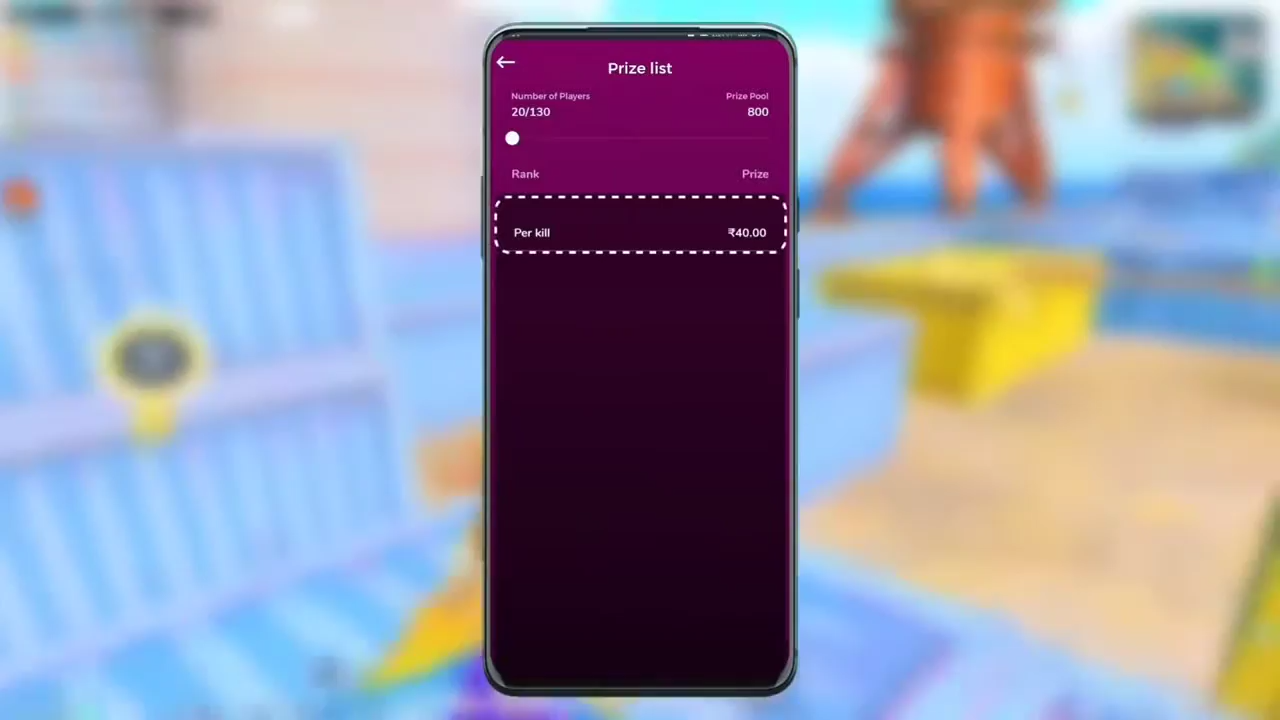 Prize list
Number of Players
Prize Pool
20/130
800
Rank
Prize
Per kill
₹40.00